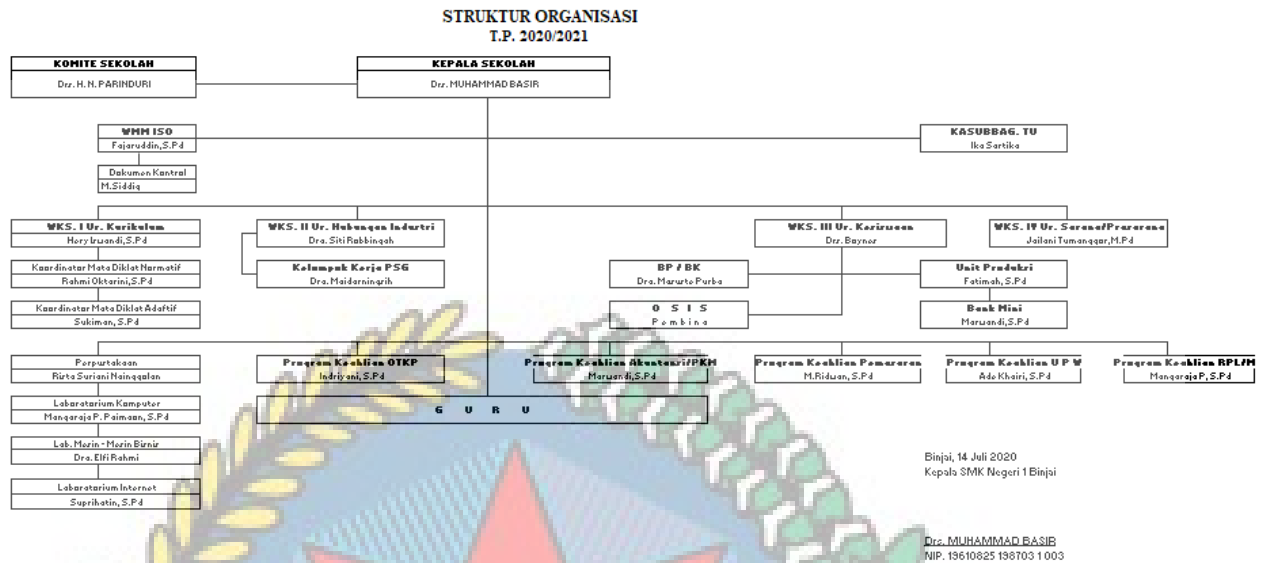 STRUKTUR ORGANISASI
T.P. 2020/2021
KOMITE SEKOLAH
Drs. H. N. PARINDURI
KEPALA SEKOLAH
Drs. MUHAMMAD BASIR
WMM ISO
Fajaruddin, S.Pd
KASUBBAG. TU
Ika Sartika
Dokumen Kontrol
M.Siddiq
WKS. I Ur. Kurikulum
Hery Irwandi, S.Pd
WKS. II Ur. Hubungan Industri
Dra. Siti Rabbingah
WKS. III Ur. Kesiswaan
Drs. Baynes
WKS. IV Ur. Sarana/Prasarana
Jailani Tumanggor, M.Pd
Koordinator Mata Diklat Normatif
Rahmi Oktarini, S.Pd
Kelompok Kerja PSG
Dra. Maidarningsih
BP / BK
Dra. Maruste Purba
Unit Produksi
Fatimah, S.Pd
Koordinator Mata Diklat Adaftif
Sukiman, S.Pd
O S I S
P e m b i n a
Bank Mini
Maruandi, S.Pd
Perpustakaan
Rista Suriani Nainggolan
Program Keahlian OTKP
Indriyani, S.Pd
Program Keahlian Akuntansi/PKM
Maruandi, S.Pd
Program Keahlian Pemasaran
M.Riduan, S.Pd
Program Keahlian U P W
Ade Khairi, S.Pd
Program Keahlian RPL/M
Mangaraja P, S.Pd
Laboratorium Komputer
Mangaraja P. Paimaan, S.Pd
G U R U
Lab. Mesin - Mesin Bisnis
Dra. Elfi Rahmi
Laboratorium Internet
Suprihatin, S.Pd
Binjai, 14 Juli 2020
Kepala SMK Negeri 1 Binjai
Drs. MUHAMMAD BASIR
NIP. 19610825 198703 1 003